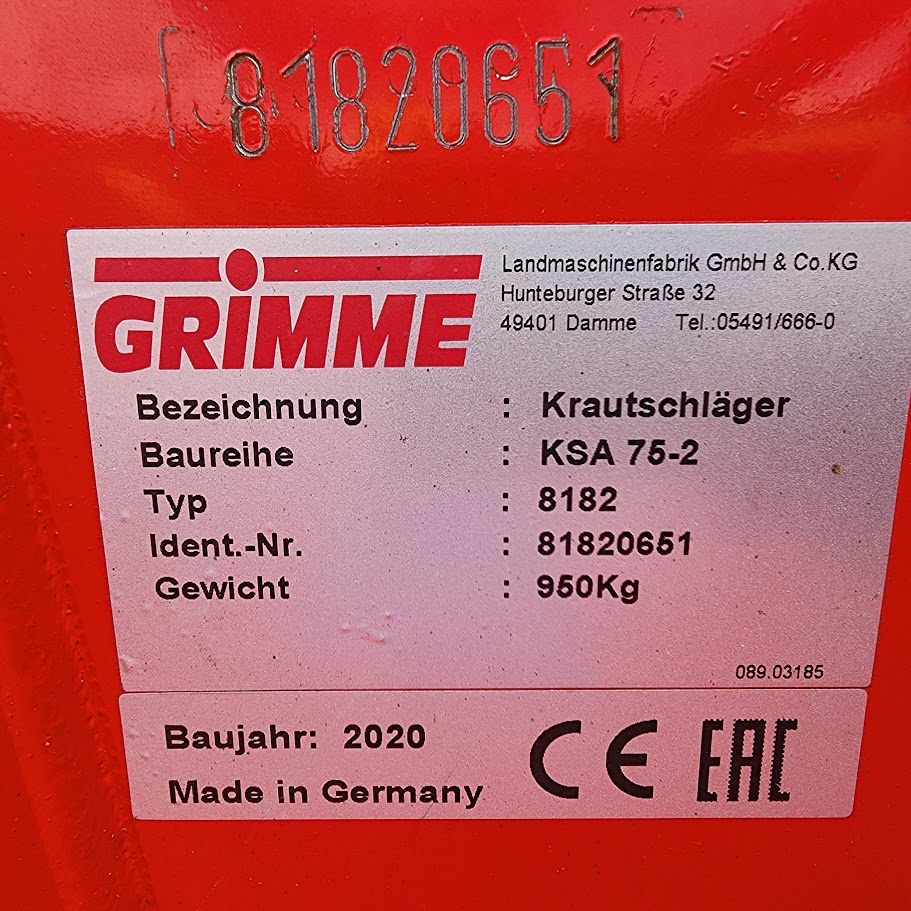 81820651
GRIMME
Landmaschinenfabrik GmbH & Co.KG
Hunteburger Straße 32
49401 Damme Tel.:05491/666-0
Bezeichnung : Krautschläger
Baureihe : KSA 75-2
Typ : 8182
Ident.-Nr. : 81820651
Gewicht : 950Kg
089.03185
Baujahr: 2020
Made in Germany
CE EAC